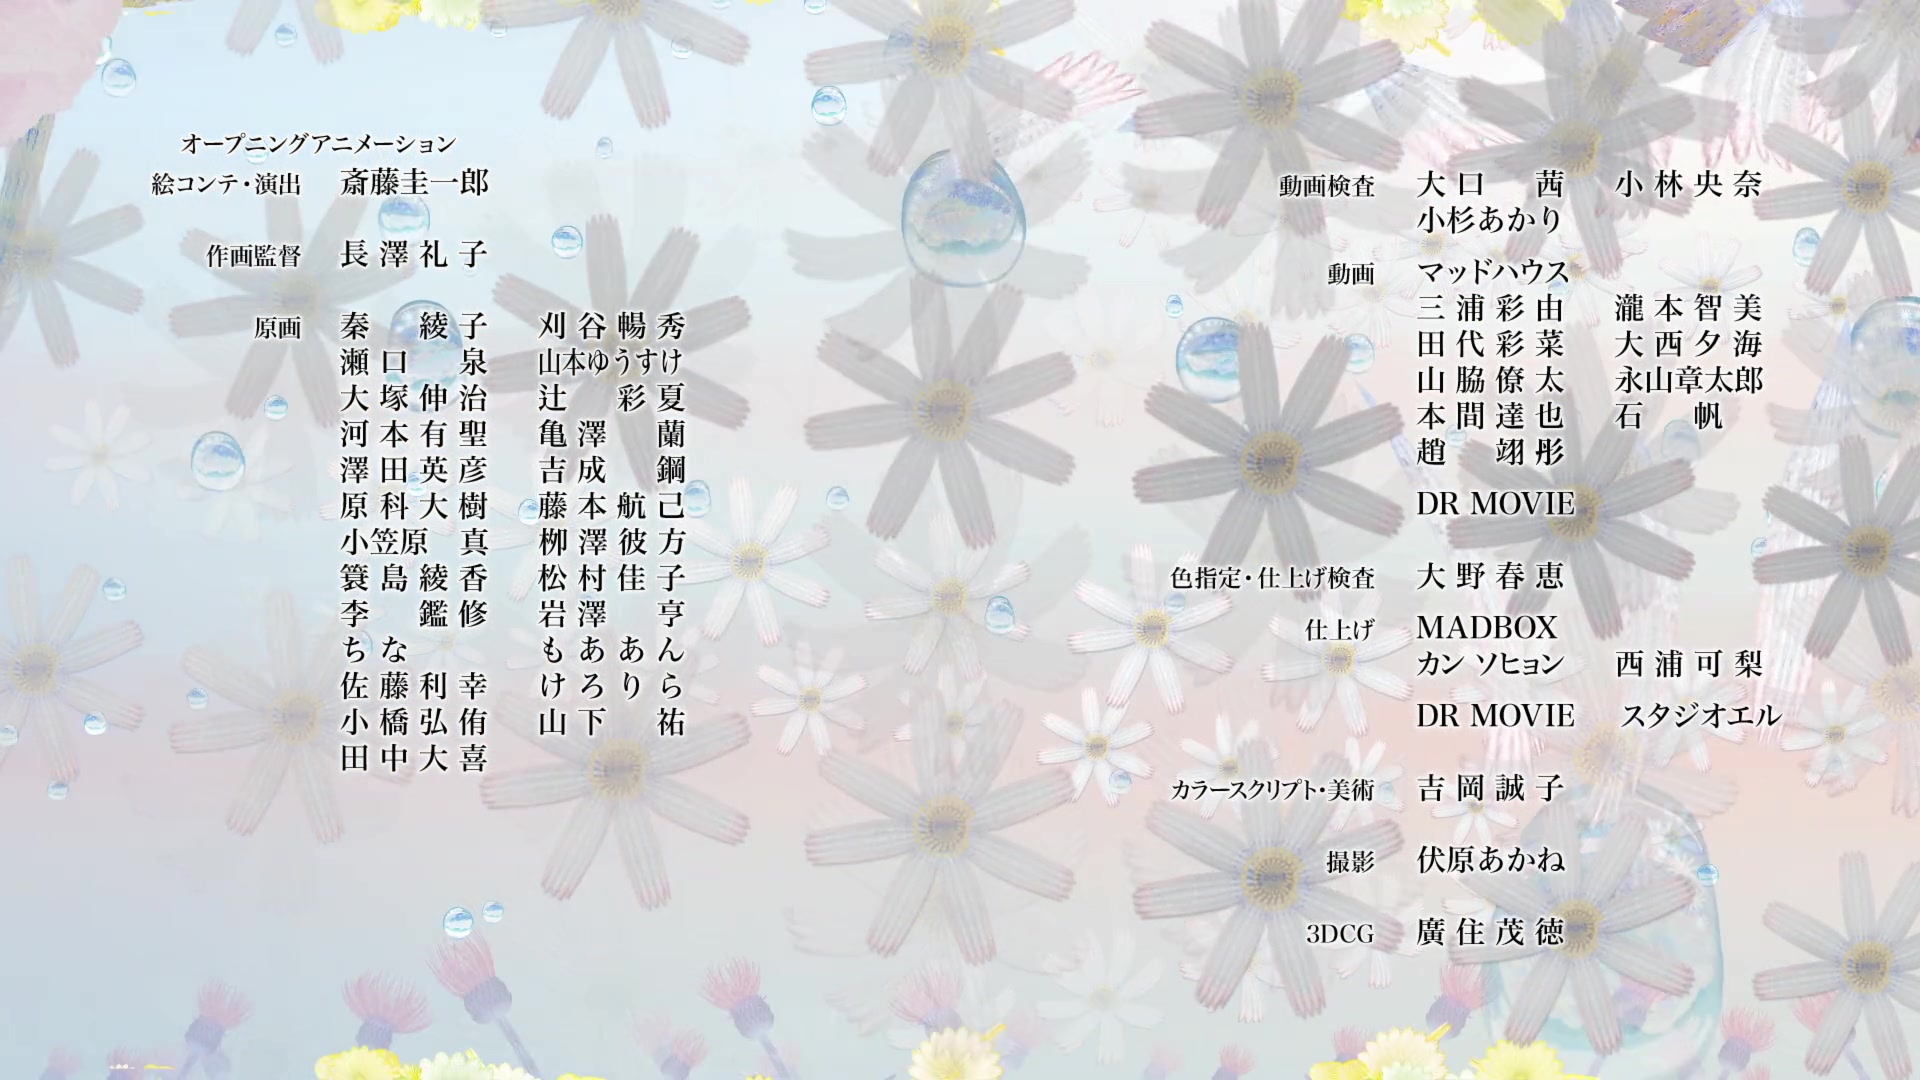 オープニングアニメーション
絵コンテ・演出 斎藤圭一郎
作画監督 長澤礼子
原画 秦 綾子 刈谷暢秀
瀬口 泉 山本ゆうすけ
大塚伸治 辻 彩夏
河本有聖 亀澤 蘭
澤田英彦 吉成 鋼
原科大樹 藤本航己
小笠原 真 栁澤彼方
簑島綾香 松村佳子
李 鑑修 岩澤 亨
ちな もああん
佐藤利幸 けろりら
小橋弘侑 山下 祐
田中大喜
動画検査 大口 茜 小林央奈
小杉あかり
動画 マッドハウス
三浦彩由 瀧本智美
田代彩菜 大西夕海
山脇僚太 永山章太郎
本間達也 石 帆
趙 翊彤
DR MOVIE
色指定・仕上げ検査 大野春恵
仕上げ MADBOX
カン ソヒョン 西浦可梨
DR MOVIE スタジオエル
カラースクリプト・美術 吉岡誠子
撮影 伏原あかね
3DCG 廣住茂徳